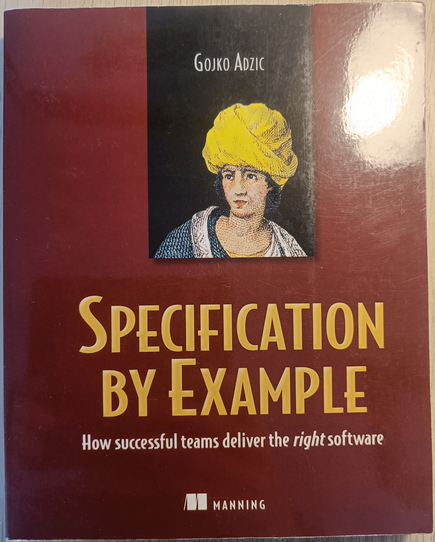 Gojko Adzic
Specification
by Example
How successful teams deliver the right software
MANNING